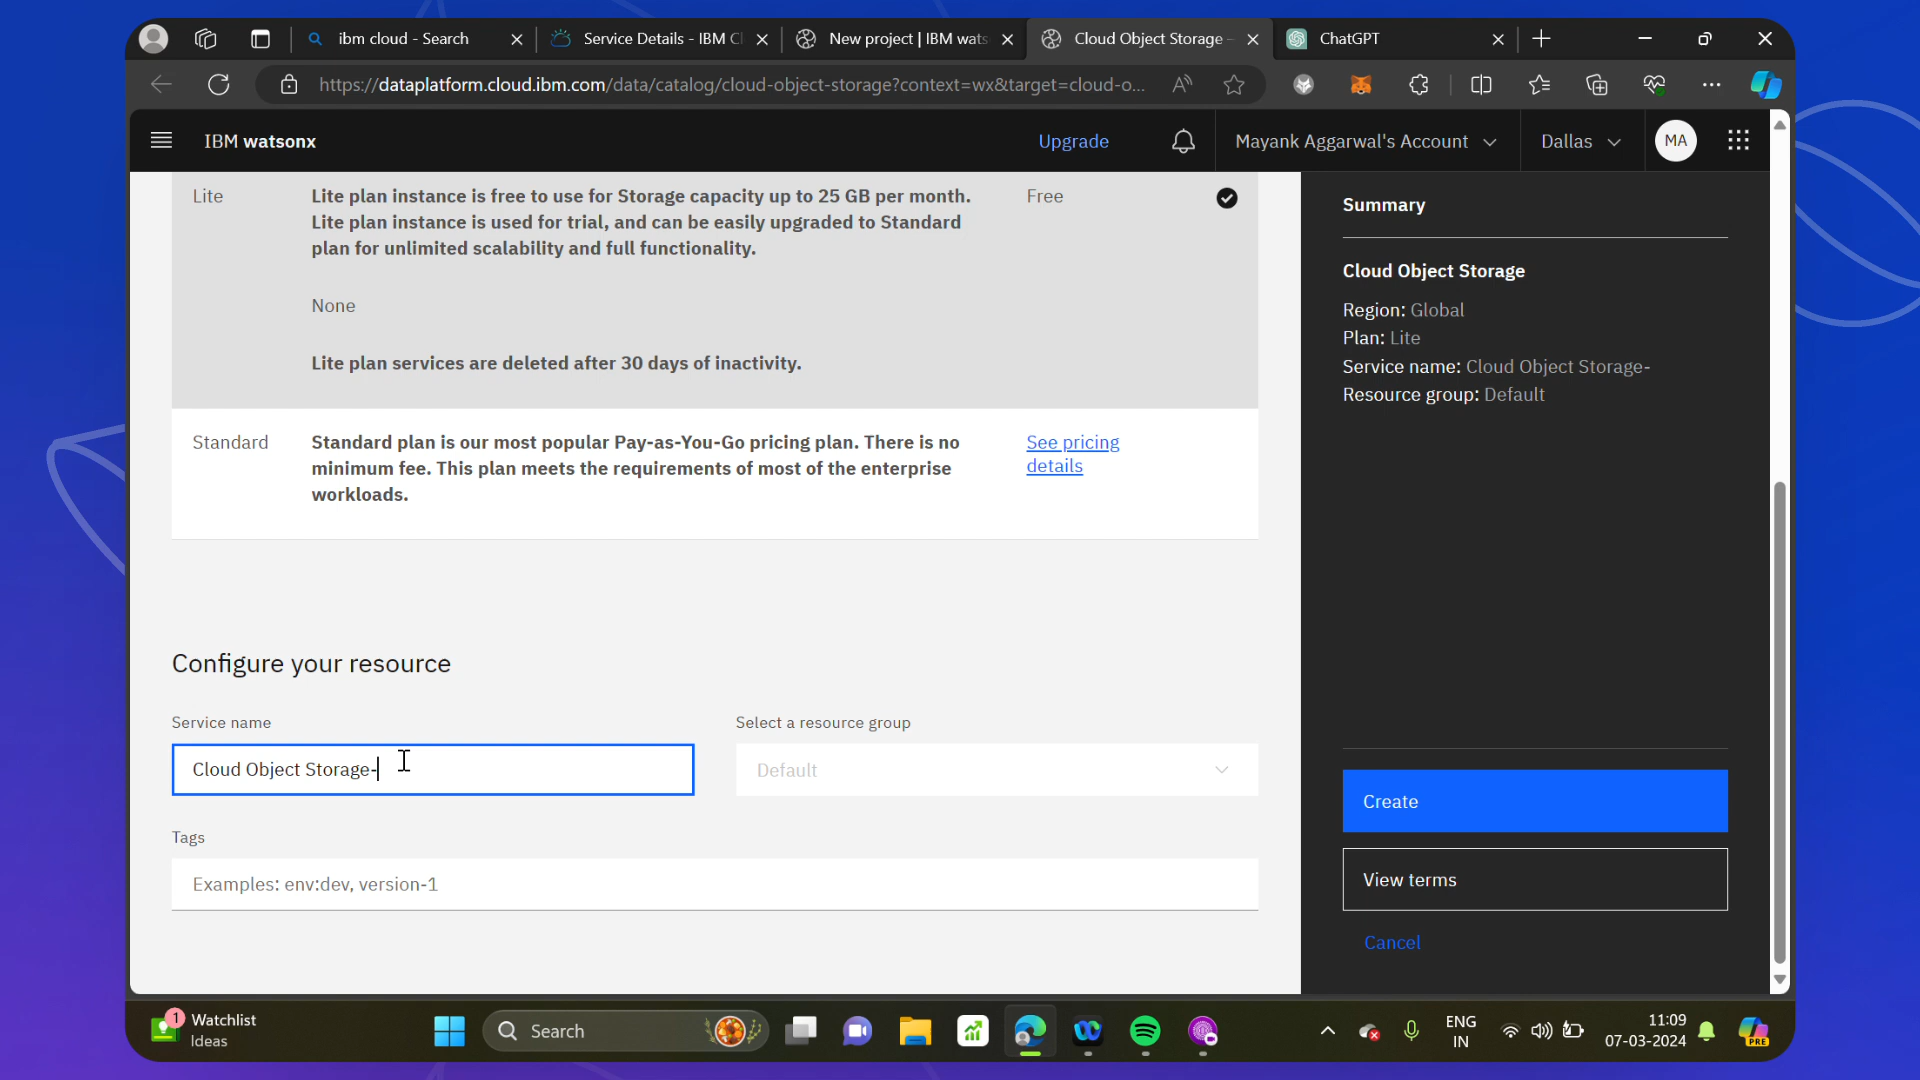 ibm cloud - Search
Service Details - IBM Cl
New project | IBM wats
Cloud Object Storage -
ChatGPT
https://dataplatform.cloud.ibm.com/data/catalog/cloud-object-storage?context=wx&target=cloud-o...
IBM watsonx
Upgrade
Mayank Aggarwal's Account
Dallas
MA
Lite
Lite plan instance is free to use for Storage capacity up to 25 GB per month.
Lite plan instance is used for trial, and can be easily upgraded to Standard
plan for unlimited scalability and full functionality.
Free
None
Lite plan services are deleted after 30 days of inactivity.
Standard
Standard plan is our most popular Pay-as-You-Go pricing plan. There is no
minimum fee. This plan meets the requirements of most of the enterprise
workloads.
See pricing
details
Configure your resource
Service name
Cloud Object Storage-
Select a resource group
Default
Tags
Examples: env:dev, version-1
Summary
Cloud Object Storage
Region: Global
Plan: Lite
Service name: Cloud Object Storage-
Resource group: Default
Create
View terms
Cancel
1
Watchlist
Ideas
Search
ENG
IN
11:09
07-03-2024
PRE